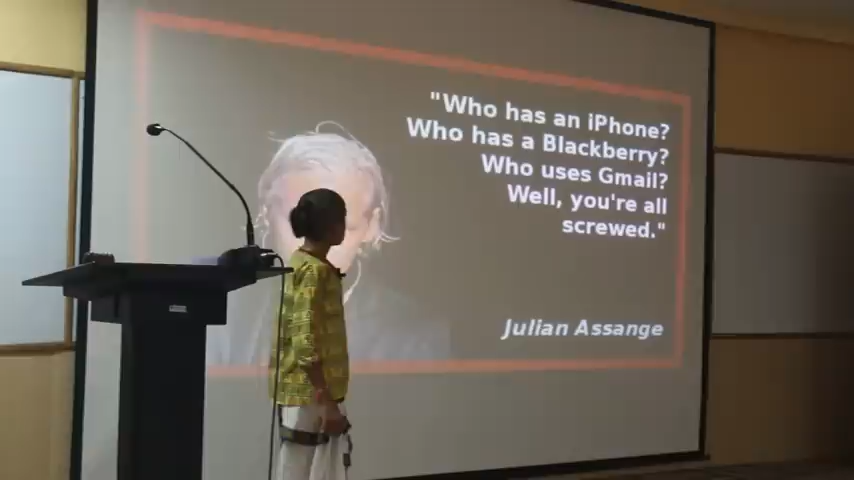 "Who has an iPhone?
Who has a Blackberry?
Who uses Gmail?
Well, you're all
screwed."
Julian Assange